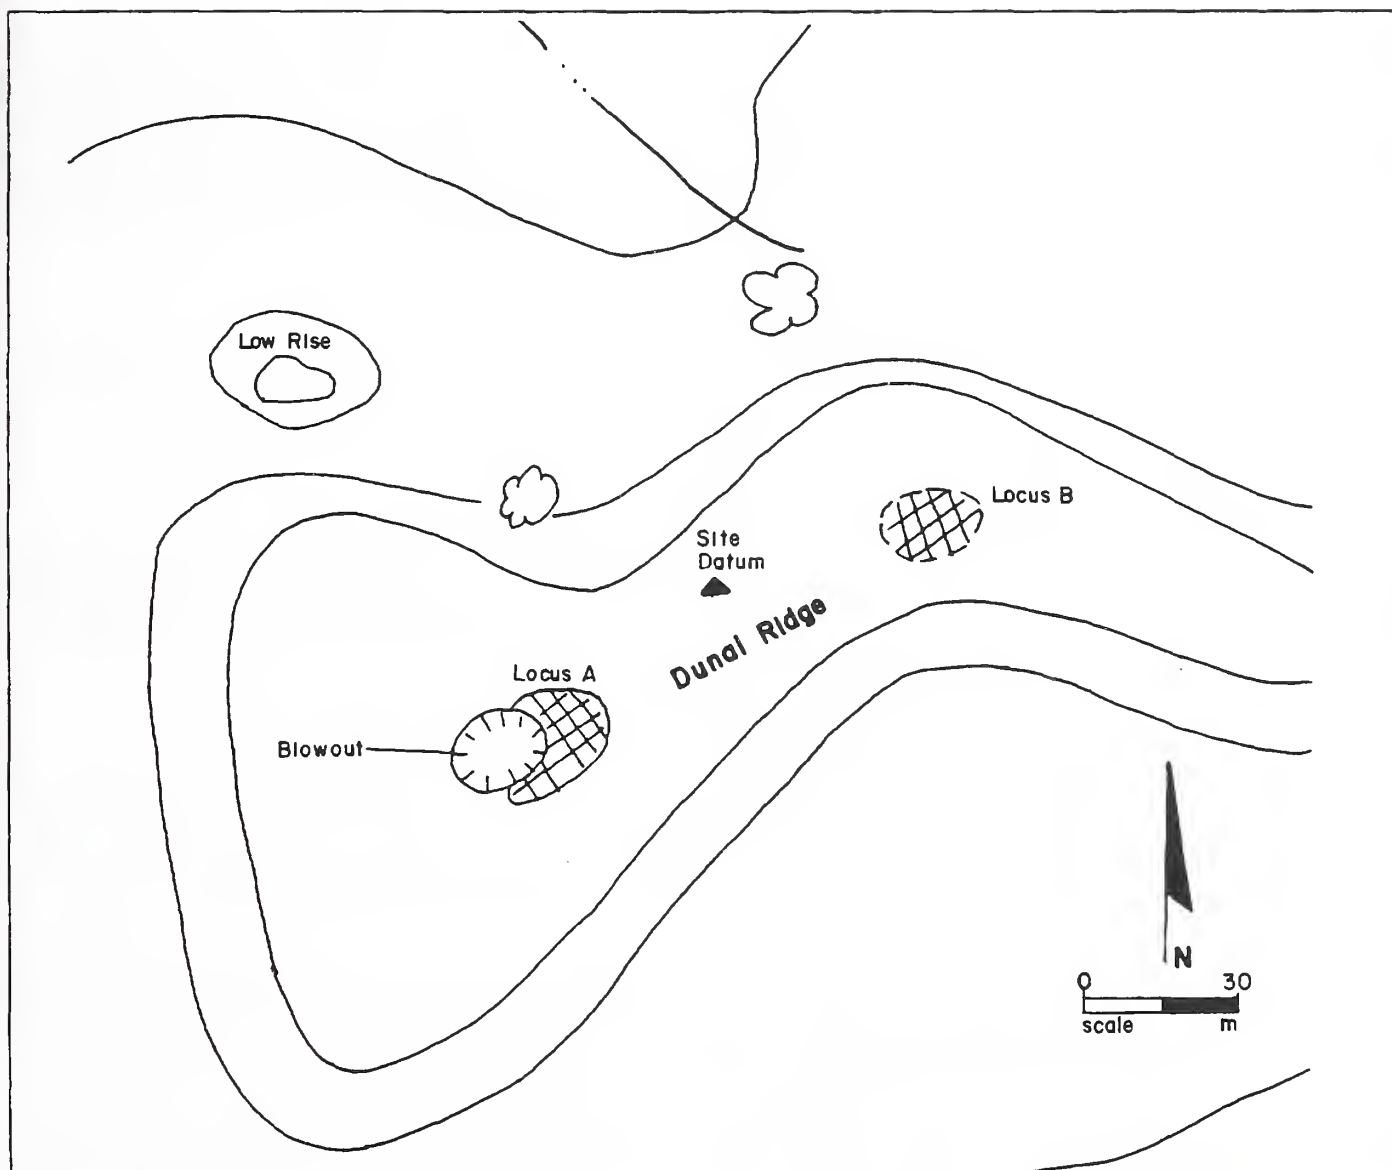 Low Rise
Locus B
Site
Datum
Dunal Ridge
Locus A
Blowout
N
0 30
scale m